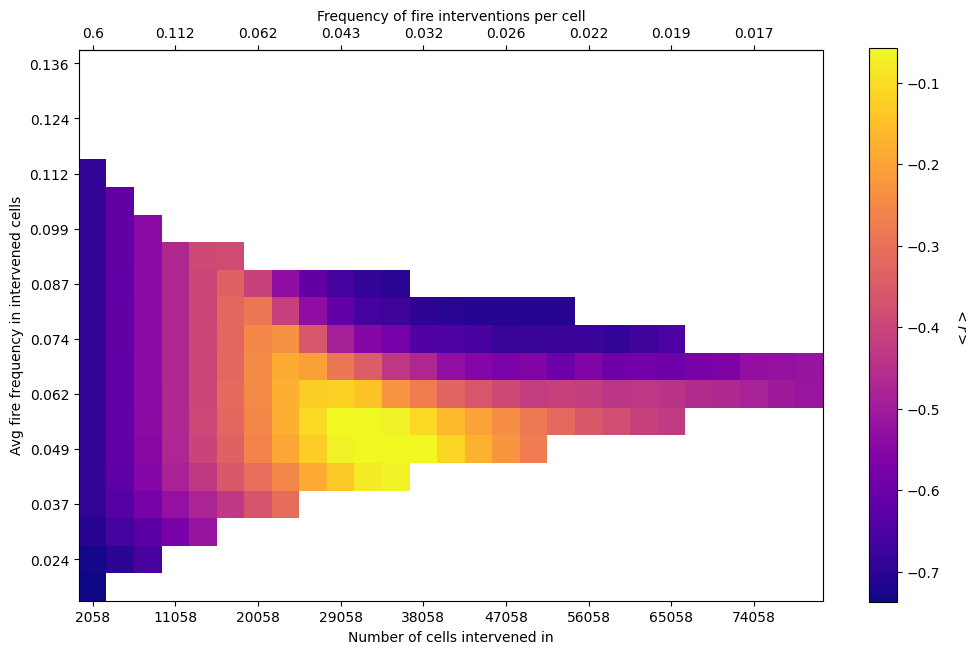 Frequency of fire interventions per cell
0.6 0.112 0.062 0.043 0.032 0.026 0.022 0.019 0.017
0.136
0.124
0.112
0.099
0.087
0.074
0.062
0.049
0.037
0.024
Avg fire frequency in intervened cells
2058 11058 20058 29058 38058 47058 56058 65058 74058
Number of cells intervened in
−0.1
−0.2
−0.3
−0.4
−0.5
−0.6
−0.7
< r >